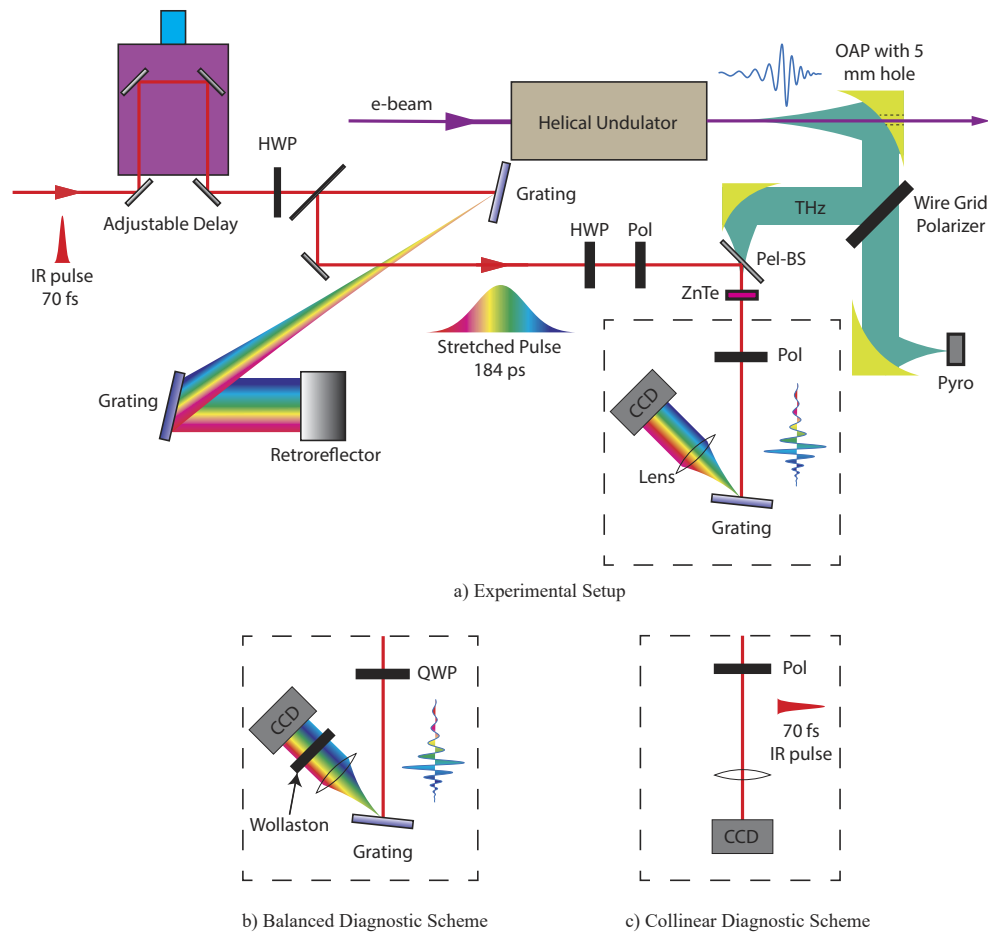 OAP with 5
mm hole
e-beam
Helical Undulator
HWP
Grating
Adjustable Delay
THz
Wire Grid
Polarizer
IR pulse
70 fs
HWP
Pol
Pel-BS
ZnTe
Stretched Pulse
184 ps
Pol
Pyro
Grating
CCD
Retroreflector
Lens
Grating
a) Experimental Setup
QWP
CCD
Wollaston
Grating
b) Balanced Diagnostic Scheme
Pol
70 fs
IR pulse
CCD
c) Collinear Diagnostic Scheme